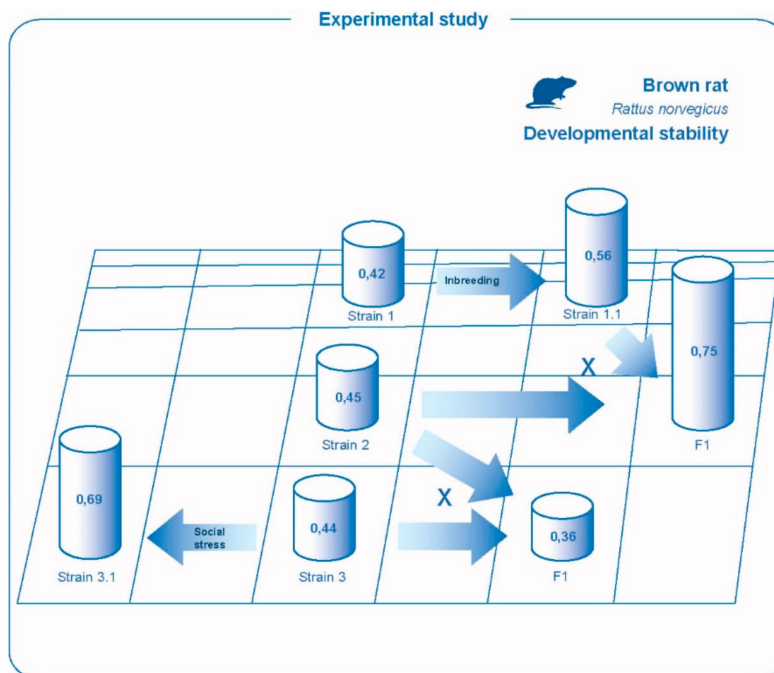 Experimental study
Brown rat
Rattus norvegicus
Developmental stability
0,42
Strain 1
Inbreeding
0,56
Strain 1.1
0,75
F1
X
0,45
Strain 2
0,69
Strain 3.1
Social
stress
0,44
Strain 3
X
0,36
F1